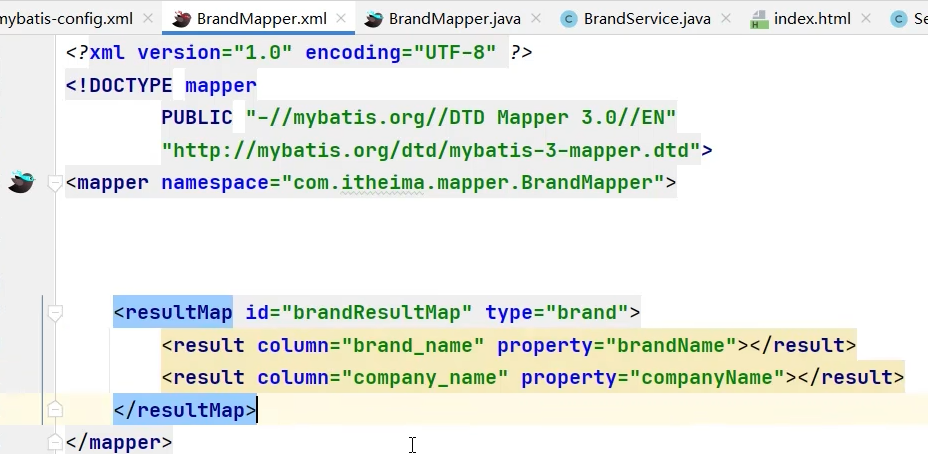 mybatis-config.xml BrandMapper.xml BrandMapper.java BrandService.java index.html Se
<?xml version="1.0" encoding="UTF-8" ?>
<!DOCTYPE mapper
PUBLIC "-//mybatis.org//DTD Mapper 3.0//EN"
"http://mybatis.org/dtd/mybatis-3-mapper.dtd">
<mapper namespace="com.itheima.mapper.BrandMapper">
<resultMap id="brandResultMap" type="brand">
<result column="brand_name" property="brandName"></result>
<result column="company_name" property="companyName"></result>
</resultMap>
</mapper>